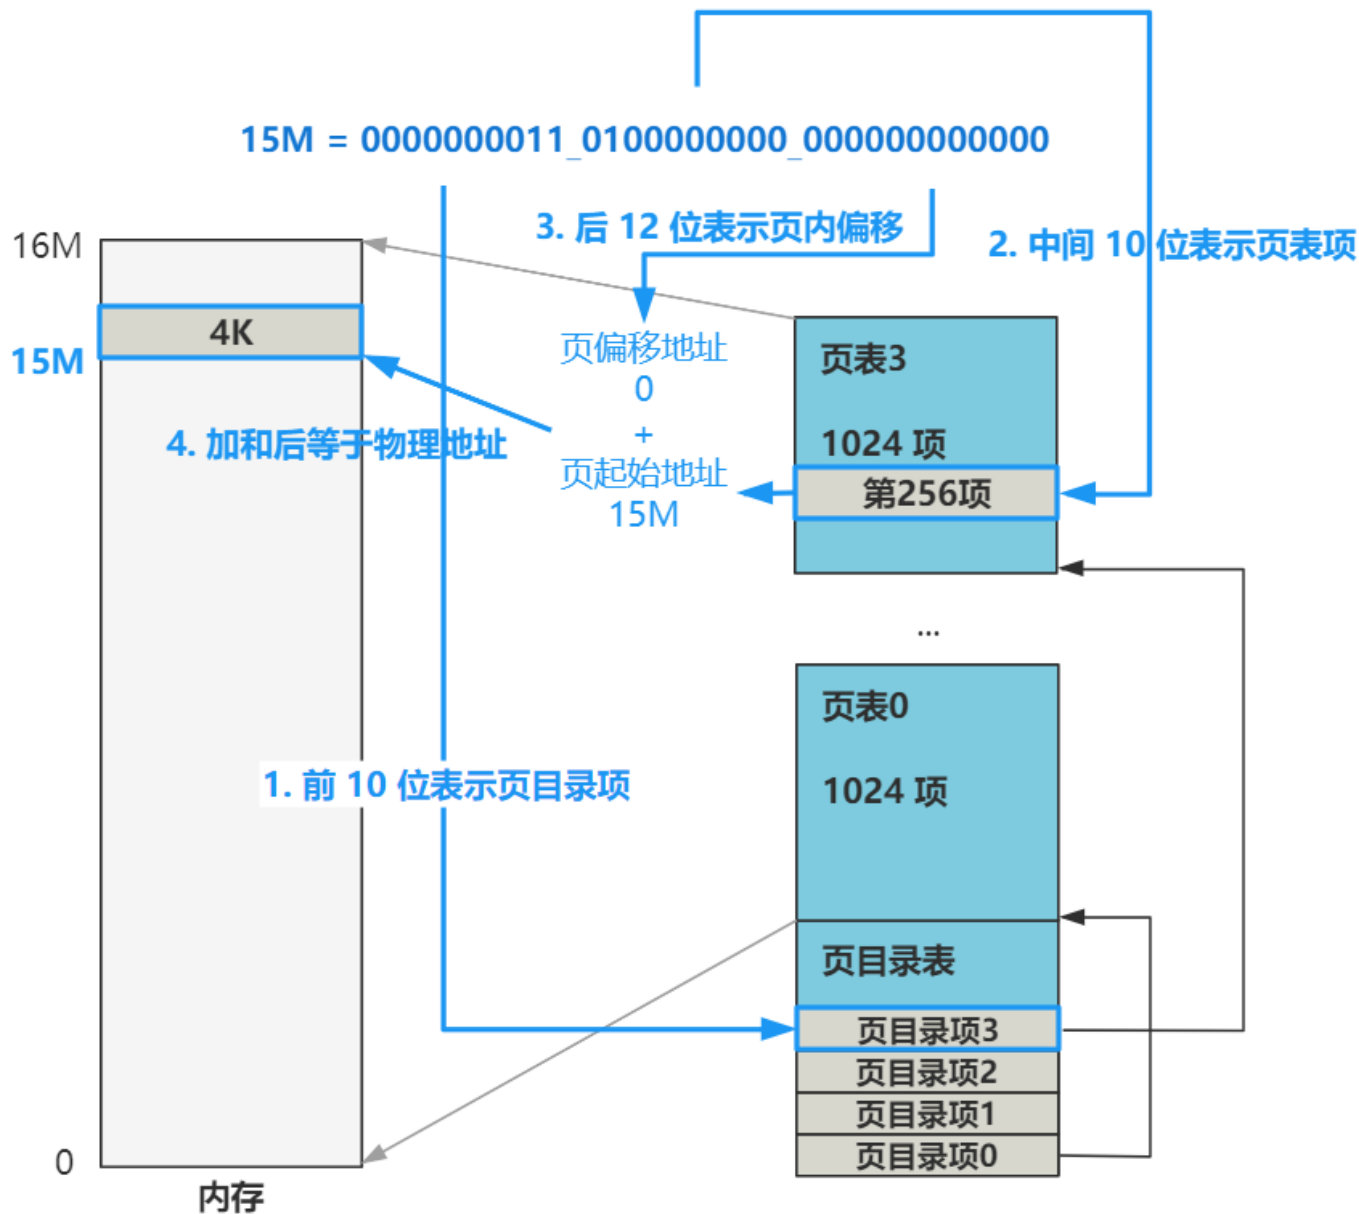 15M = 0000000011_0100000000_000000000000
3. 后 12 位表示页内偏移
2. 中间 10 位表示页表项
16M
4K
15M
页偏移地址
0
+
页起始地址
15M
4. 加和后等于物理地址
页表3
1024 项
第256项
...
页表0
1024 项
1. 前 10 位表示页目录项
页目录表
页目录项3
页目录项2
页目录项1
页目录项0
0
内存